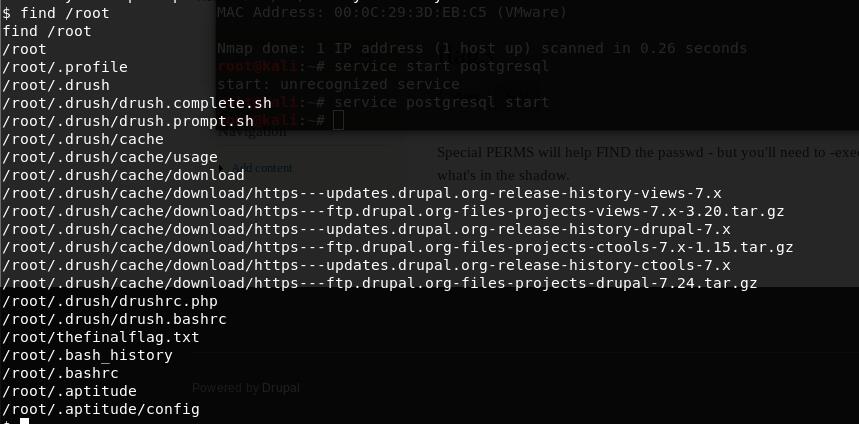 $ find /root
find /root
/root
/root/.profile
/root/.drush
/root/.drush/drush.complete.sh
/root/.drush/drush.prompt.sh
/root/.drush/cache
/root/.drush/cache/usage
/root/.drush/cache/download
/root/.drush/cache/download/https---updates.drupal.org-release-history-views-7.x
/root/.drush/cache/download/https---ftp.drupal.org-files-projects-views-7.x-3.20.tar.gz
/root/.drush/cache/download/https---updates.drupal.org-release-history-drupal-7.x
/root/.drush/cache/download/https---ftp.drupal.org-files-projects-ctools-7.x-1.15.tar.gz
/root/.drush/cache/download/https---updates.drupal.org-release-history-ctools-7.x
/root/.drush/cache/download/https---ftp.drupal.org-files-projects-drupal-7.24.tar.gz
/root/.drush/drushrc.php
/root/.drush/drush.bashrc
/root/thefinalflag.txt
/root/.bash_history
/root/.bashrc
/root/.aptitude
/root/.aptitude/config
MAC Address: 00:0C:29:3D:EB:C5 (VMware)
Nmap done: 1 IP address (1 host up) scanned in 0.26 seconds
root@kali:~# service start postgresql
start: unrecognized service
root@kali:~# service postgresql start
:~#
Navigation
Add content
Special PERMS will help FIND the passwd - but you'll need to -exe
what's in the shadow.
Powered by Drupal